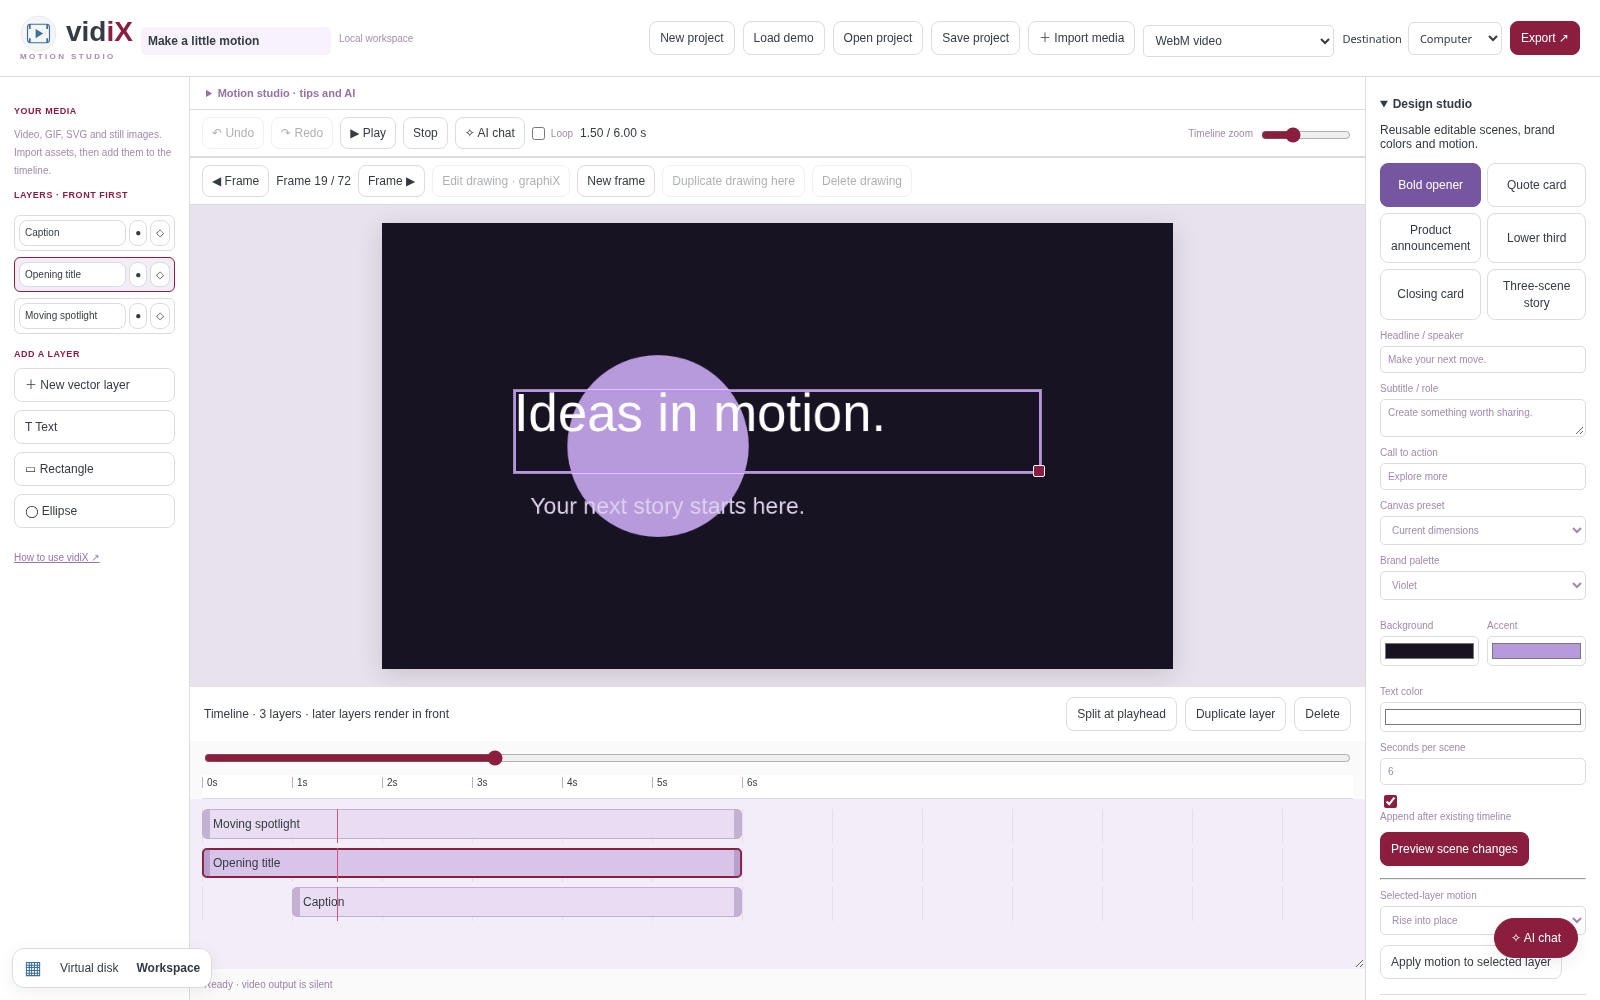 vidiX
MOTION STUDIO
Make a little motion
Local workspace
New project
Load demo
Open project
Save project
＋ Import media
WebM video
Destination
Computer
Export ↗
YOUR MEDIA
Video, GIF, SVG and still images.
Import assets, then add them to the
timeline.
LAYERS · FRONT FIRST
Caption
Opening title
Moving spotlight
ADD A LAYER
＋ New vector layer
T Text
▭ Rectangle
◯ Ellipse
How to use vidiX ↗
▶ Motion studio · tips and AI
↶ Undo
↷ Redo
▶ Play
Stop
✧ AI chat
Loop
1.50 / 6.00 s
Timeline zoom
◀ Frame
Frame 19 / 72
Frame ▶
Edit drawing · graphiX
New frame
Duplicate drawing here
Delete drawing
Ideas in motion.
Your next story starts here.
Timeline · 3 layers · later layers render in front
Split at playhead
Duplicate layer
Delete
0s
1s
2s
3s
4s
5s
6s
Moving spotlight
Opening title
Caption
Ready · video output is silent
Virtual disk
Workspace
▼ Design studio
Reusable editable scenes, brand
colors and motion.
Bold opener
Quote card
Product
announcement
Lower third
Closing card
Three-scene
story
Headline / speaker
Make your next move.
Subtitle / role
Create something worth sharing.
Call to action
Explore more
Canvas preset
Current dimensions
Brand palette
Violet
Background
Accent
Text color
Seconds per scene
6
Append after existing timeline
Preview scene changes
Selected-layer motion
Rise into place
✧ AI chat
Apply motion to selected layer